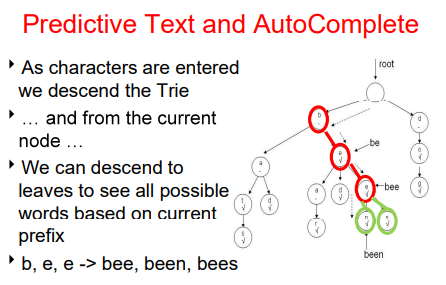 Predictive Text and AutoComplete
As characters are entered
we descend the Trie
… and from the current
node …
We can descend to
leaves to see all possible
words based on current
prefix
b, e, e -> bee, been, bees
root
b
d
be
e
a
a
d
bee
been